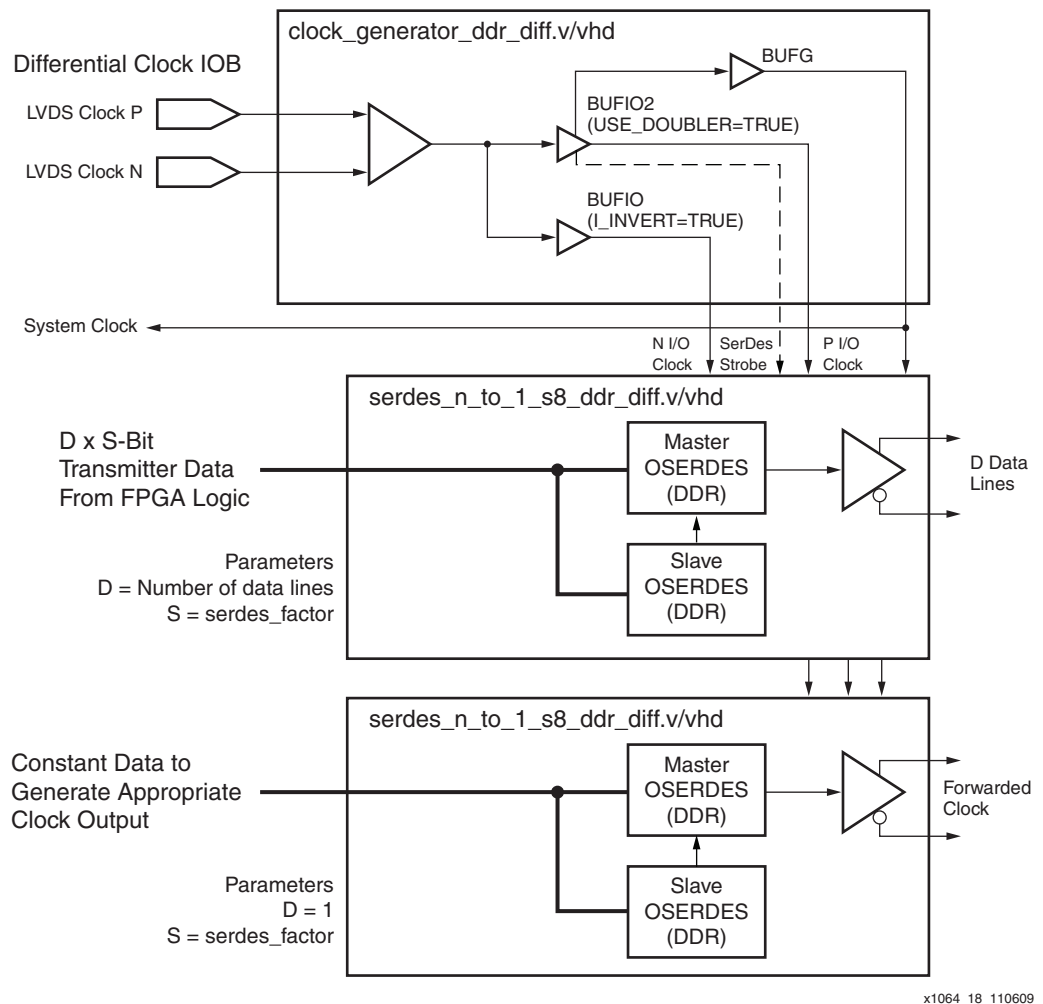 clock_generator_ddr_diff.v/vhd
BUFG
Differential Clock IOB
BUFIO2
(USE_DOUBLER=TRUE)
LVDS Clock P
LVDS Clock N
BUFIO
(I_INVERT=TRUE)
System Clock
N I/O
Clock
SerDes
Strobe
P I/O
Clock
serdes_n_to_1_s8_ddr_diff.v/vhd
D x S-Bit
Transmitter Data
From FPGA Logic
Master
OSERDES
(DDR)
D Data
Lines
Parameters
D = Number of data lines
S = serdes_factor
Slave
OSERDES
(DDR)
serdes_n_to_1_s8_ddr_diff.v/vhd
Constant Data to
Generate Appropriate
Clock Output
Master
OSERDES
(DDR)
Forwarded
Clock
Parameters
D = 1
S = serdes_factor
Slave
OSERDES
(DDR)
x1064_18_110609